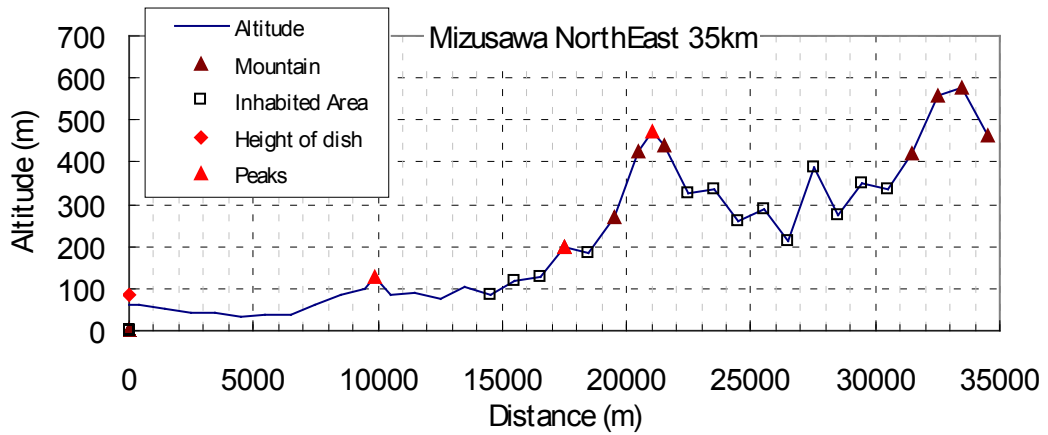 Altitude
Mountain
Inhabited Area
Height of dish
Peaks
Mizusawa NorthEast 35km
Altitude (m)
700
600
500
400
300
200
100
0
0 5000 10000 15000 20000 25000 30000 35000
Distance (m)